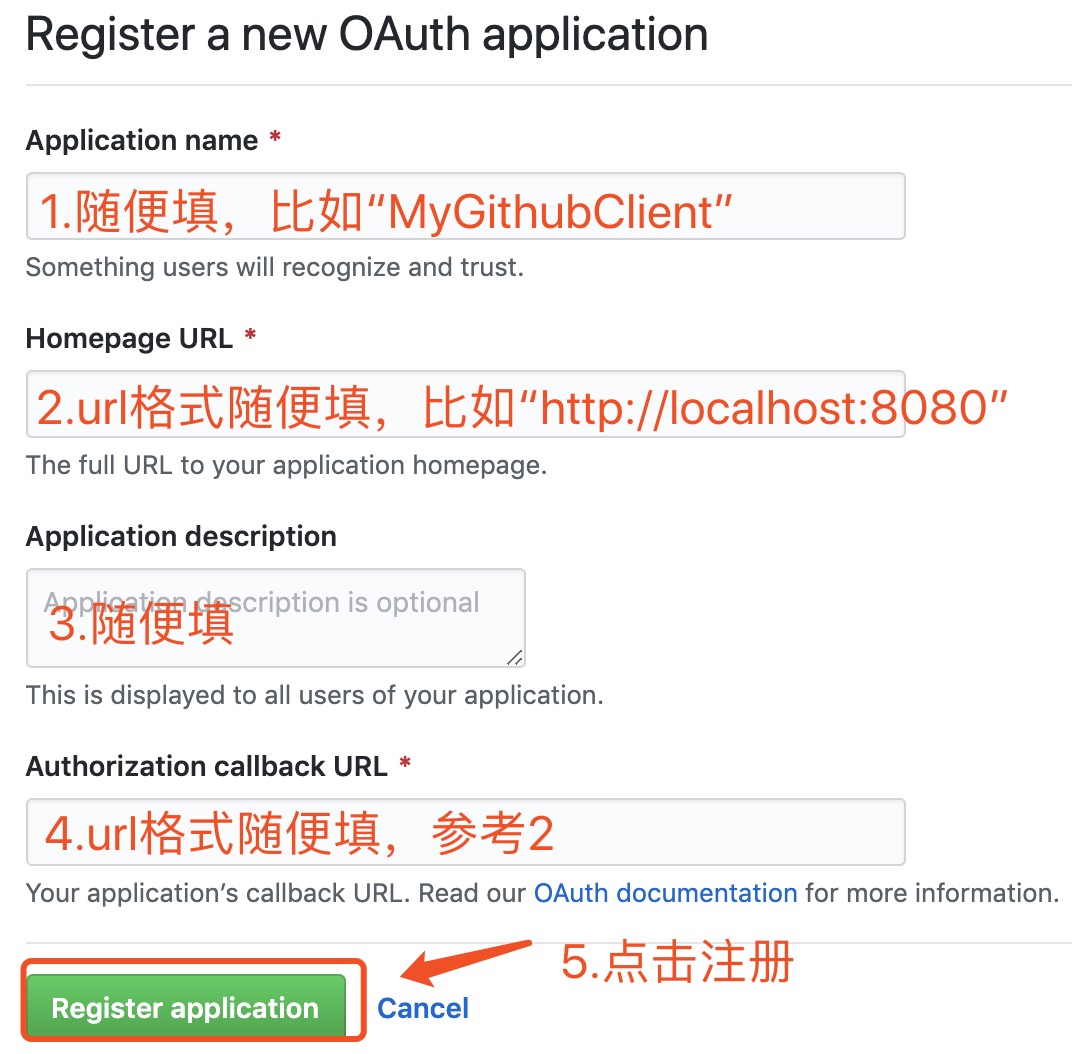 Register a new OAuth application
Application name *
1.随便填，比如“MyGithubClient”
Something users will recognize and trust.
Homepage URL *
2.url格式随便填，比如“http://localhost:8080”
The full URL to your application homepage.
Application description
Application description is optional
3.随便填
This is displayed to all users of your application.
Authorization callback URL *
4.url格式随便填，参考2
Your application’s callback URL. Read our OAuth documentation for more information.
5.点击注册
Register application Cancel